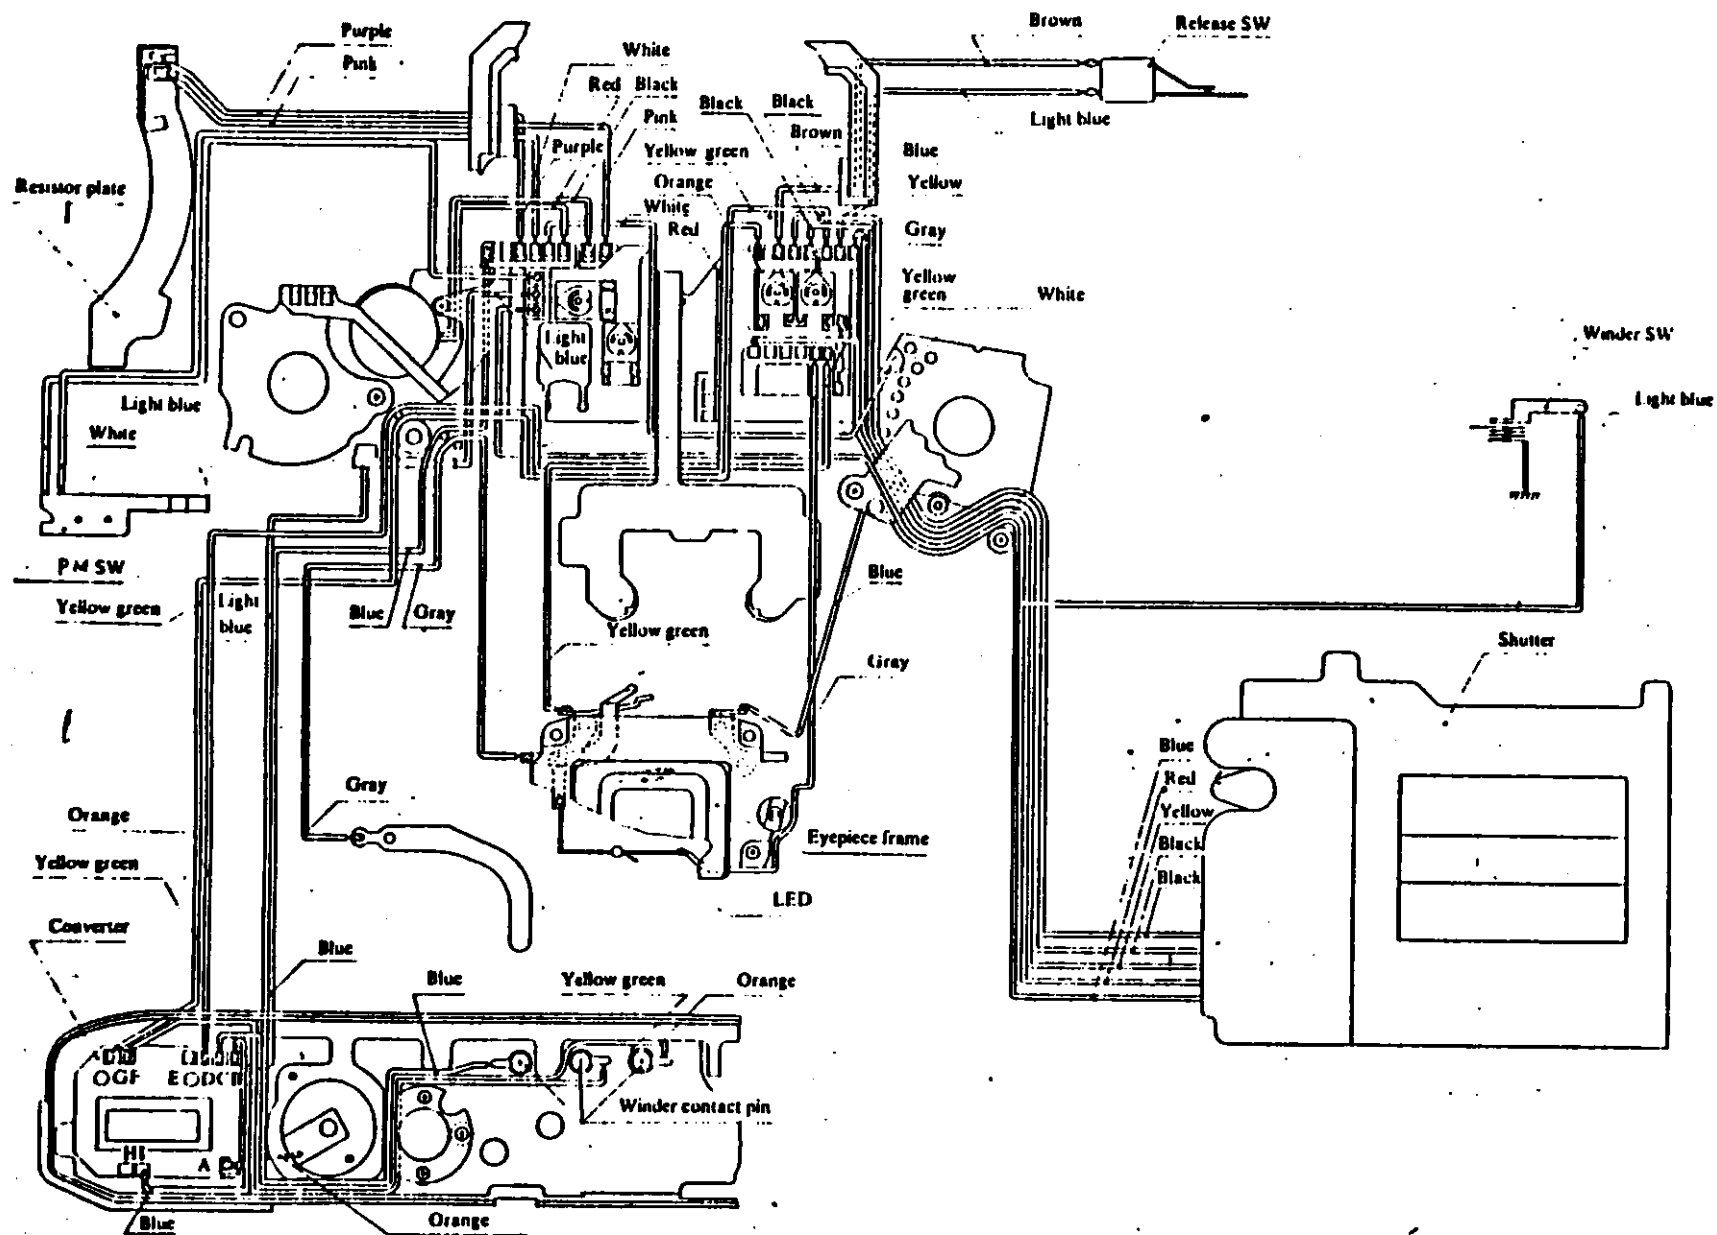 Purple
Pink
White
Red
Black
Pink
Purple
Black
Black
Brown
Yellow green
Orange
White
Red
Brown
Release SW
Light blue
Blue
Yellow
Gray
Yellow
green
White
Resistor plate
Light
blue
Winder SW
Light blue
Light blue
White
PM SW
Yellow green
Light
blue
Blue
Gray
Blue
Yellow green
Gray
Shutter
Gray
Blue
Red
Yellow
Black
Black
Orange
Yellow green
Eyepiece frame
LED
Converter
Blue
Blue
Yellow green
Orange
Winder contact pin
A
Blue
Orange